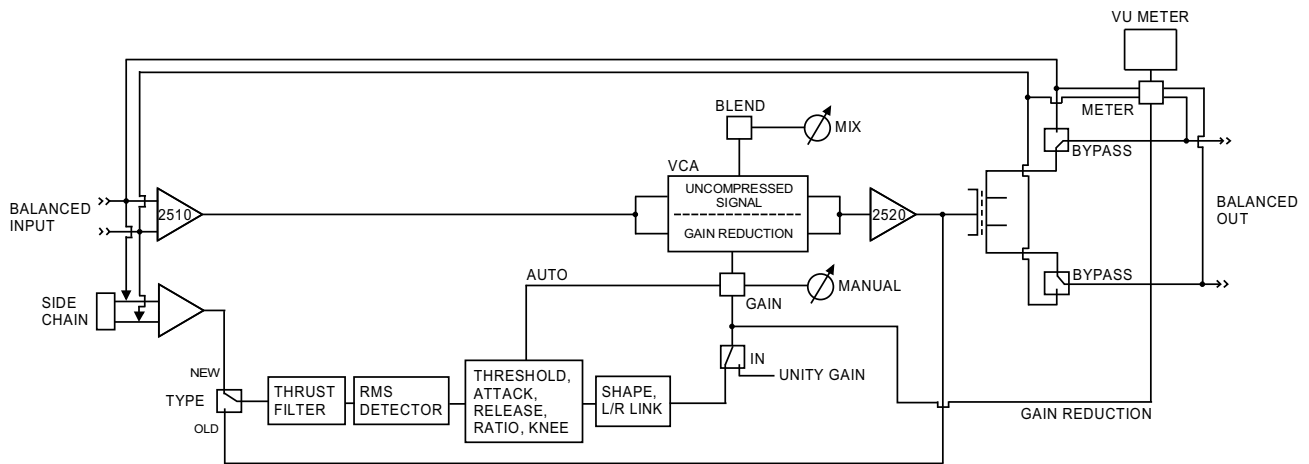 VU METER
BLEND
MIX
METER
VCA
BYPASS
UNCOMPRESSED
SIGNAL
GAIN REDUCTION
BALANCED
INPUT
2510
2520
BALANCED
OUT
BYPASS
AUTO
MANUAL
GAIN
SIDE
CHAIN
IN
UNITY GAIN
NEW
TYPE
OLD
THRUST
FILTER
RMS
DETECTOR
THRESHOLD,
ATTACK,
RELEASE,
RATIO, KNEE
SHAPE,
L/R LINK
GAIN REDUCTION